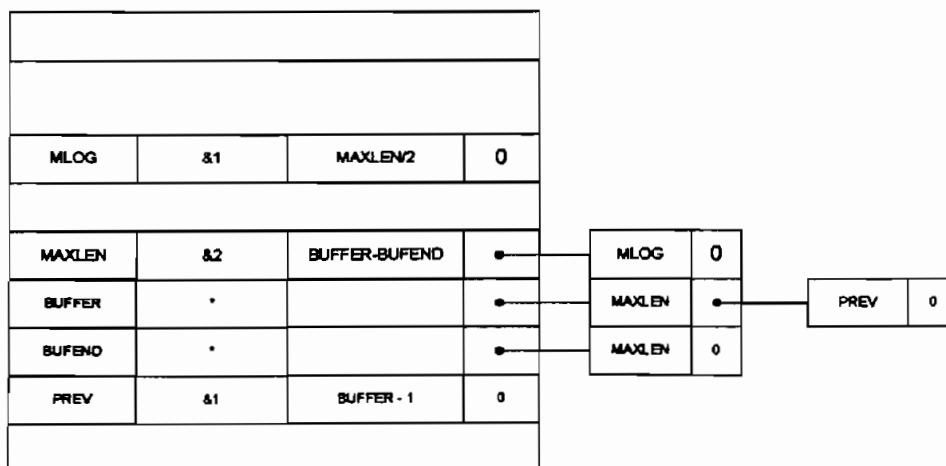 MLOG &1 MAXLEN/2 0
MAXLEN &2 BUFFER-BUFEND MLOG 0
BUFFER * MAXLEN PREV 0
BUFEND * MAXLEN 0
PREV &1 BUFFER - 1 0